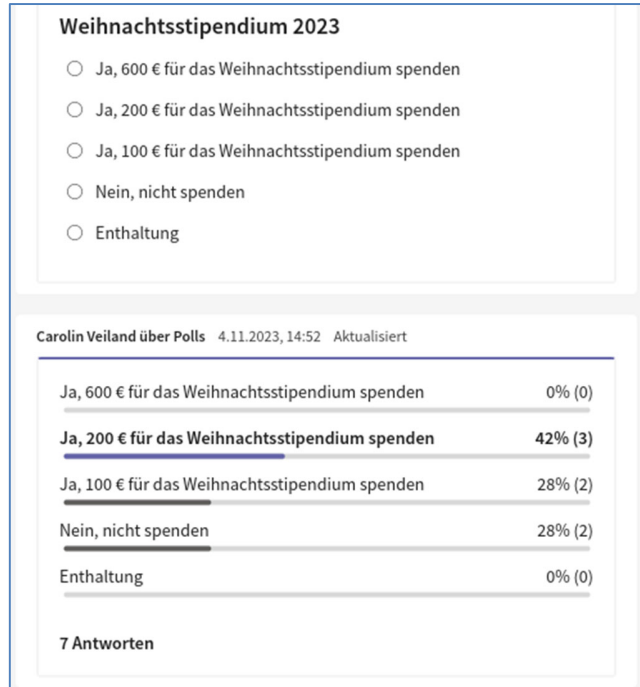 Weihnachtsstipendium 2023
Ja, 600 € für das Weihnachtsstipendium spenden
Ja, 200 € für das Weihnachtsstipendium spenden
Ja, 100 € für das Weihnachtsstipendium spenden
Nein, nicht spenden
Enthaltung
Carolin Veiland über Polls 4.11.2023, 14:52 Aktualisiert
Ja, 600 € für das Weihnachtsstipendium spenden 0% (0)
Ja, 200 € für das Weihnachtsstipendium spenden 42% (3)
Ja, 100 € für das Weihnachtsstipendium spenden 28% (2)
Nein, nicht spenden 28% (2)
Enthaltung 0% (0)
7 Antworten